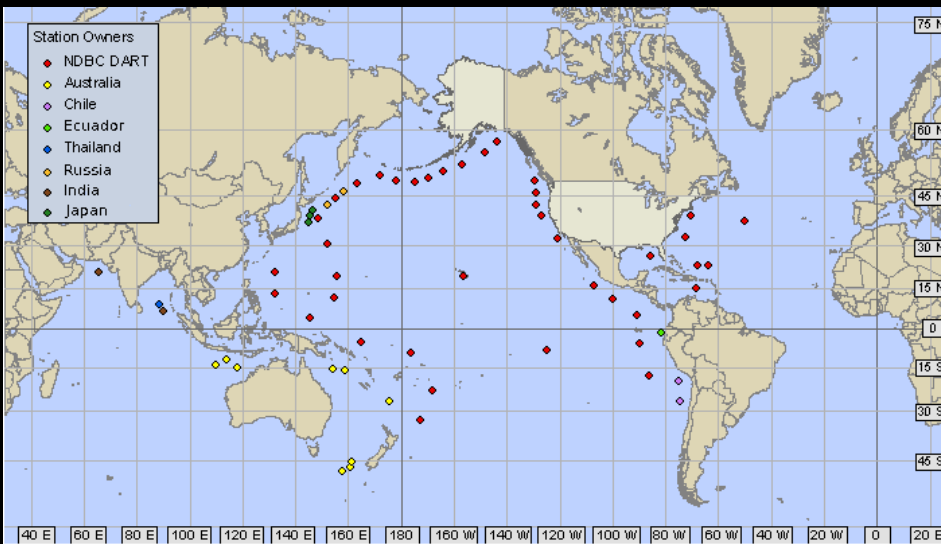 Station Owners
NDBC DART
Australia
Chile
Ecuador
Thailand
Russia
India
Japan
75 N
60 N
45 N
30 N
15 N
0
15 S
30 S
45 S
40 E
60 E
80 E
100 E
120 E
140 E
160 E
180
160 W
140 W
120 W
100 W
80 W
60 W
40 W
20 W
0
20 E